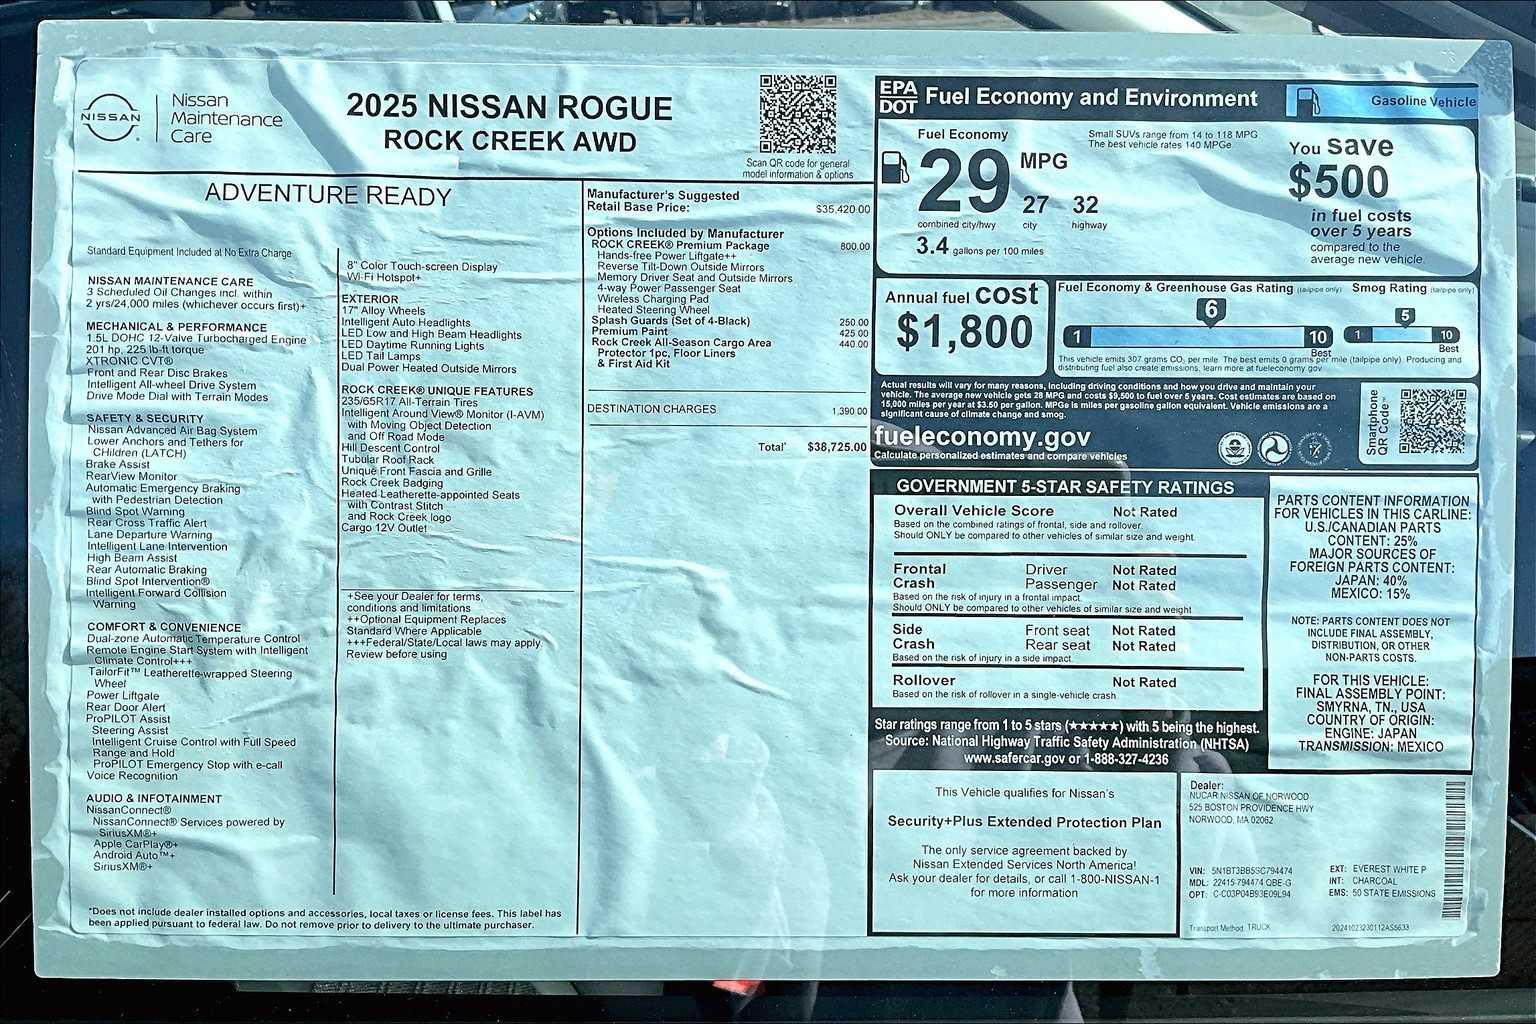 NISSAN
Nissan
Maintenance
Care
2025 NISSAN ROGUE
ROCK CREEK AWD
Scan QR code for general
model information & options
ADVENTURE READY
Standard Equipment Included at No Extra Charge
NISSAN MAINTENANCE CARE
3 Scheduled Oil Changes incl. within
2 yrs/24,000 miles (whichever occurs first)+
MECHANICAL & PERFORMANCE
1.5L DOHC 12-Valve Turbocharged Engine
201 hp, 225 lb-ft torque
XTRONIC CVT®
Front and Rear Disc Brakes
Intelligent All-wheel Drive System
Drive Mode Dial with Terrain Modes
SAFETY & SECURITY
Nissan Advanced Air Bag System
Lower Anchors and Tethers for
CHildren (LATCH)
Brake Assist
RearView Monitor
Automatic Emergency Braking
with Pedestrian Detection
Blind Spot Warning
Rear Cross Traffic Alert
Lane Departure Warning
Intelligent Lane Intervention
High Beam Assist
Rear Automatic Braking
Blind Spot Intervention®
Intelligent Forward Collision
Warning
COMFORT & CONVENIENCE
Dual-zone Automatic Temperature Control
Remote Engine Start System with Intelligent
Climate Control+++
TailorFit™ Leatherette-wrapped Steering
Wheel
Power Liftgate
Rear Door Alert
ProPILOT Assist
Steering Assist
Intelligent Cruise Control with Full Speed
Range and Hold
ProPILOT Emergency Stop with e-call
Voice Recognition
AUDIO & INFOTAINMENT
NissanConnect®
NissanConnect® Services powered by
SiriusXM®+
Apple CarPlay®+
Android Auto™+
SiriusXM®+
8" Color Touch-screen Display
Wi-Fi Hotspot+
EXTERIOR
17" Alloy Wheels
Intelligent Auto Headlights
LED Low and High Beam Headlights
LED Daytime Running Lights
LED Tail Lamps
Dual Power Heated Outside Mirrors
ROCK CREEK® UNIQUE FEATURES
235/65R17 All-Terrain Tires
Intelligent Around View® Monitor (I-AVM)
with Moving Object Detection
and Off Road Mode
Hill Descent Control
Tubular Roof Rack
Unique Front Fascia and Grille
Rock Creek Badging
Heated Leatherette-appointed Seats
with Contrast Stitch
and Rock Creek logo
Cargo 12V Outlet
+See your Dealer for terms,
conditions and limitations
++Optional Equipment Replaces
Standard Where Applicable
+++Federal/State/Local laws may apply.
Review before using
*Does not include dealer installed options and accessories, local taxes or license fees. This label has
been applied pursuant to federal law. Do not remove prior to delivery to the ultimate purchaser.
Manufacturer's Suggested
Retail Base Price: $35,420.00
Options Included by Manufacturer
ROCK CREEK® Premium Package 800.00
Hands-free Power Liftgate++
Reverse Tilt-Down Outside Mirrors
Memory Driver Seat and Outside Mirrors
4-way Power Passenger Seat
Wireless Charging Pad
Heated Steering Wheel
Splash Guards (Set of 4-Black) 250.00
Premium Paint 425.00
Rock Creek All-Season Cargo Area 440.00
Protector 1pc, Floor Liners
& First Aid Kit
DESTINATION CHARGES 1,390.00
Total* $38,725.00
EPA
DOT
Fuel Economy and Environment
Gasoline Vehicle
Fuel Economy
29 MPG
27 32
combined city/hwy city highway
3.4 gallons per 100 miles
Small SUVs range from 14 to 118 MPG
The best vehicle rates 140 MPGe.
You save
$500
in fuel costs
over 5 years
compared to the
average new vehicle.
Annual fuel cost
$1,800
Fuel Economy & Greenhouse Gas Rating (tailpipe only)
6
1 10
Best
Smog Rating (tailpipe only)
5
1 10
Best
This vehicle emits 307 grams CO₂ per mile. The best emits 0 grams per mile (tailpipe only). Producing and
distributing fuel also create emissions, learn more at fueleconomy.gov
Actual results will vary for many reasons, including driving conditions and how you drive and maintain your
vehicle. The average new vehicle gets 28 MPG and costs $9,500 to fuel over 5 years. Cost estimates are based on
15,000 miles per year at $3.50 per gallon. MPGe is miles per gasoline gallon equivalent. Vehicle emissions are a
significant cause of climate change and smog.
fueleconomy.gov
Calculate personalized estimates and compare vehicles
Smartphone
QR Code™
GOVERNMENT 5-STAR SAFETY RATINGS
Overall Vehicle Score Not Rated
Based on the combined ratings of frontal, side and rollover.
Should ONLY be compared to other vehicles of similar size and weight.
Frontal Driver Not Rated
Crash Passenger Not Rated
Based on the risk of injury in a frontal impact.
Should ONLY be compared to other vehicles of similar size and weight
Side Front seat Not Rated
Crash Rear seat Not Rated
Based on the risk of injury in a side impact.
Rollover Not Rated
Based on the risk of rollover in a single-vehicle crash.
Star ratings range from 1 to 5 stars (★★★★★) with 5 being the highest.
Source: National Highway Traffic Safety Administration (NHTSA)
www.safercar.gov or 1-888-327-4236
PARTS CONTENT INFORMATION
FOR VEHICLES IN THIS CARLINE:
U.S./CANADIAN PARTS
CONTENT: 25%
MAJOR SOURCES OF
FOREIGN PARTS CONTENT:
JAPAN: 40%
MEXICO: 15%
NOTE: PARTS CONTENT DOES NOT
INCLUDE FINAL ASSEMBLY,
DISTRIBUTION, OR OTHER
NON-PARTS COSTS.
FOR THIS VEHICLE:
FINAL ASSEMBLY POINT:
SMYRNA, TN., USA
COUNTRY OF ORIGIN:
ENGINE: JAPAN
TRANSMISSION: MEXICO
This Vehicle qualifies for Nissan's
Security+Plus Extended Protection Plan
The only service agreement backed by
Nissan Extended Services North America!
Ask your dealer for details, or call 1-800-NISSAN-1
for more information
Dealer:
NUCAR NISSAN OF NORWOOD
525 BOSTON PROVIDENCE HWY
NORWOOD, MA 02062
VIN: 5N1BT3BB5SC794474
MDL: 22415-794474 QBE-G
OPT: C-C03P04B93E09L94
EXT: EVEREST WHITE P
INT: CHARCOAL
EMS: 50 STATE EMISSIONS
Transport Method: TRUCK
20241023230112AS5633